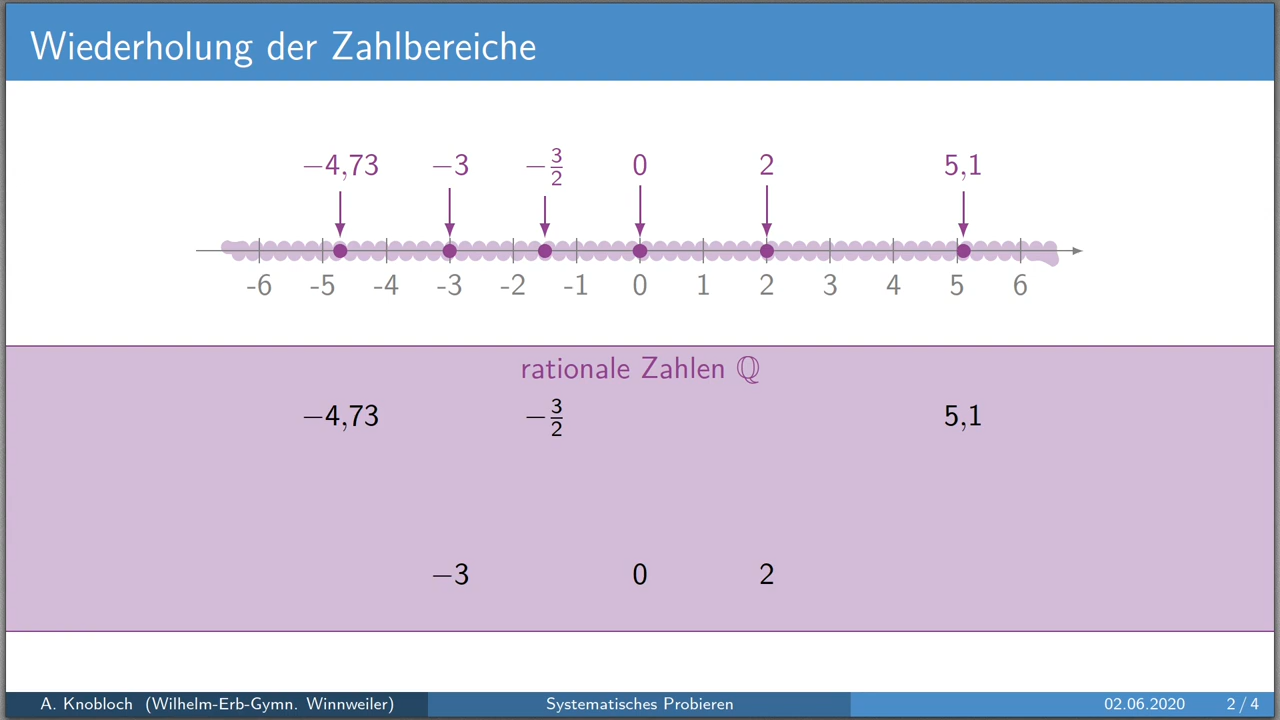 Wiederholung der Zahlbereiche
−4,73 −3 −3/2 0 2 5,1
-6 -5 -4 -3 -2 -1 0 1 2 3 4 5 6
rationale Zahlen ℚ
−4,73 −3/2 5,1
−3 0 2
A. Knobloch (Wilhelm-Erb-Gymn. Winnweiler) Systematisches Probieren 02.06.2020 2 / 4